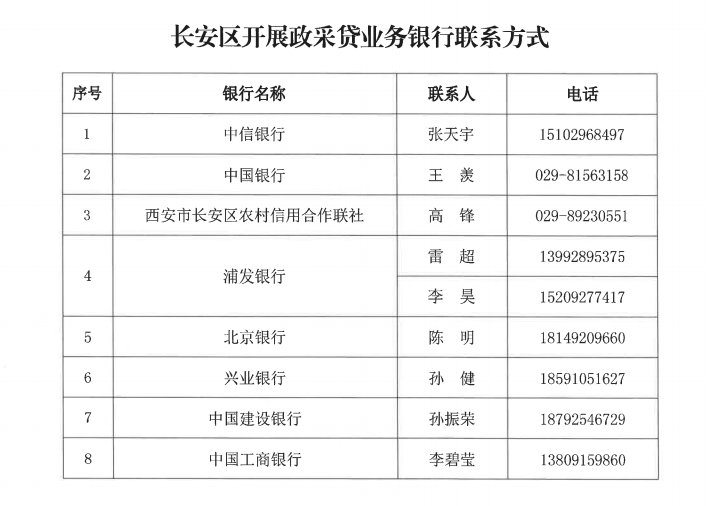 长安区开展政采贷业务银行联系方式
序号 银行名称 联系人 电话
1 中信银行 张天宇 15102968497
2 中国银行 王 羡 029-81563158
3 西安市长安区农村信用合作联社 高 锋 029-89230551
4 浦发银行 雷 超 13992895375
李 昊 15209277417
5 北京银行 陈 明 18149209660
6 兴业银行 孙 健 18591051627
7 中国建设银行 孙振荣 18792546729
8 中国工商银行 李碧莹 13809159860